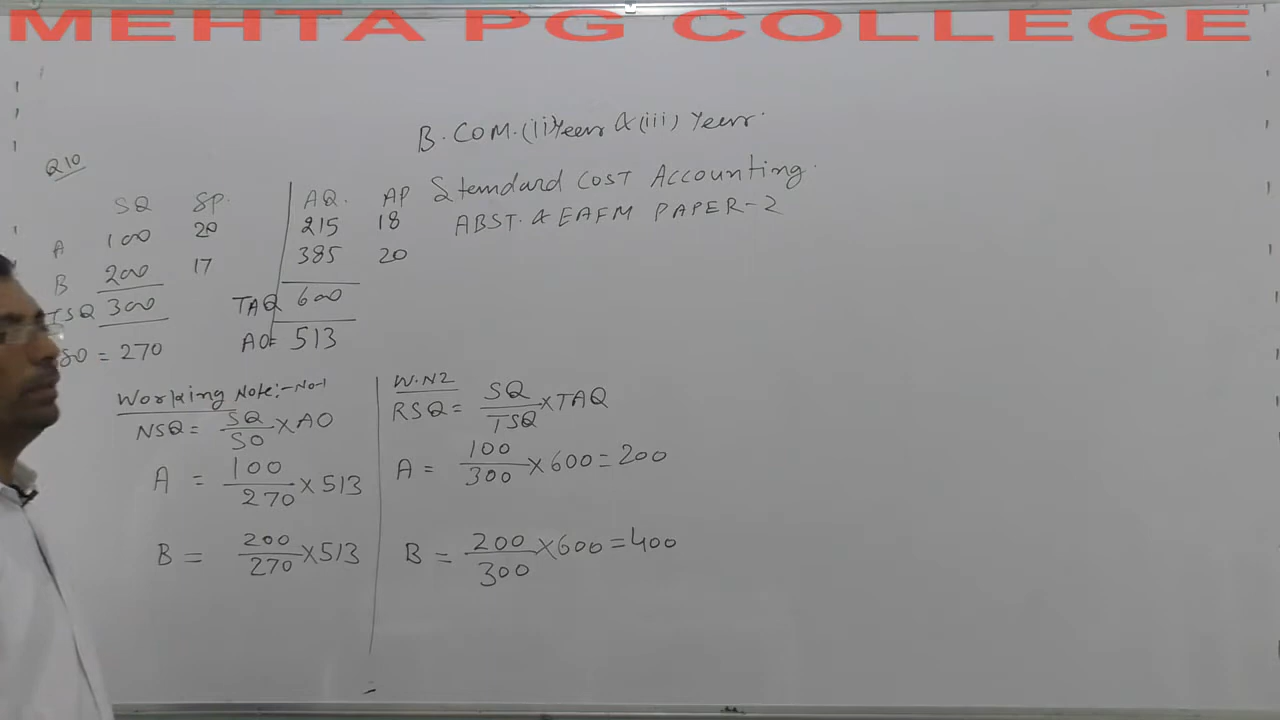 MEHTA PG COLLEGE
B.COM.(ii)Year & (iii) Year.
Standard COST Accounting.
ABST. & EAFM PAPER-2
Q10
SQ SP. AQ. AP
A 100 20 215 18
B 200 17 385 20
TSQ 300 TAQ 600
SO = 270 AO= 513
Working Note:-No-1
NSQ = SQ/SO × AO
A = 100/270 × 513
B = 200/270 × 513
W.N2
RSQ = SQ/TSQ × TAQ
A = 100/300 × 600 = 200
B = 200/300 × 600 = 400